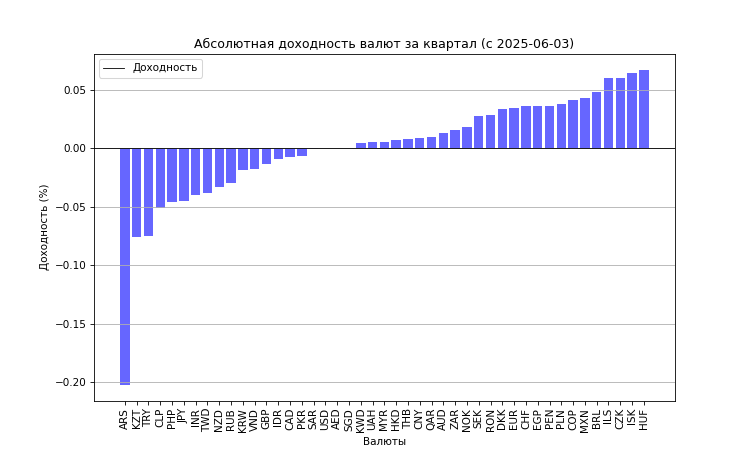 Абсолютная доходность валют за квартал (с 2025-06-03)
Доходность
0.05
0.00
−0.05
−0.10
−0.15
−0.20
Доходность (%)
ARS
KZT
TRY
CLP
PHP
JPY
INR
TWD
NZD
RUB
KRW
VND
GBP
IDR
CAD
PKR
SAR
USD
AED
SGD
KWD
UAH
MYR
HKD
THB
CNY
QAR
AUD
ZAR
NOK
SEK
RON
DKK
EUR
CHF
EGP
PEN
PLN
COP
MXN
BRL
ILS
CZK
ISK
HUF
Валюты